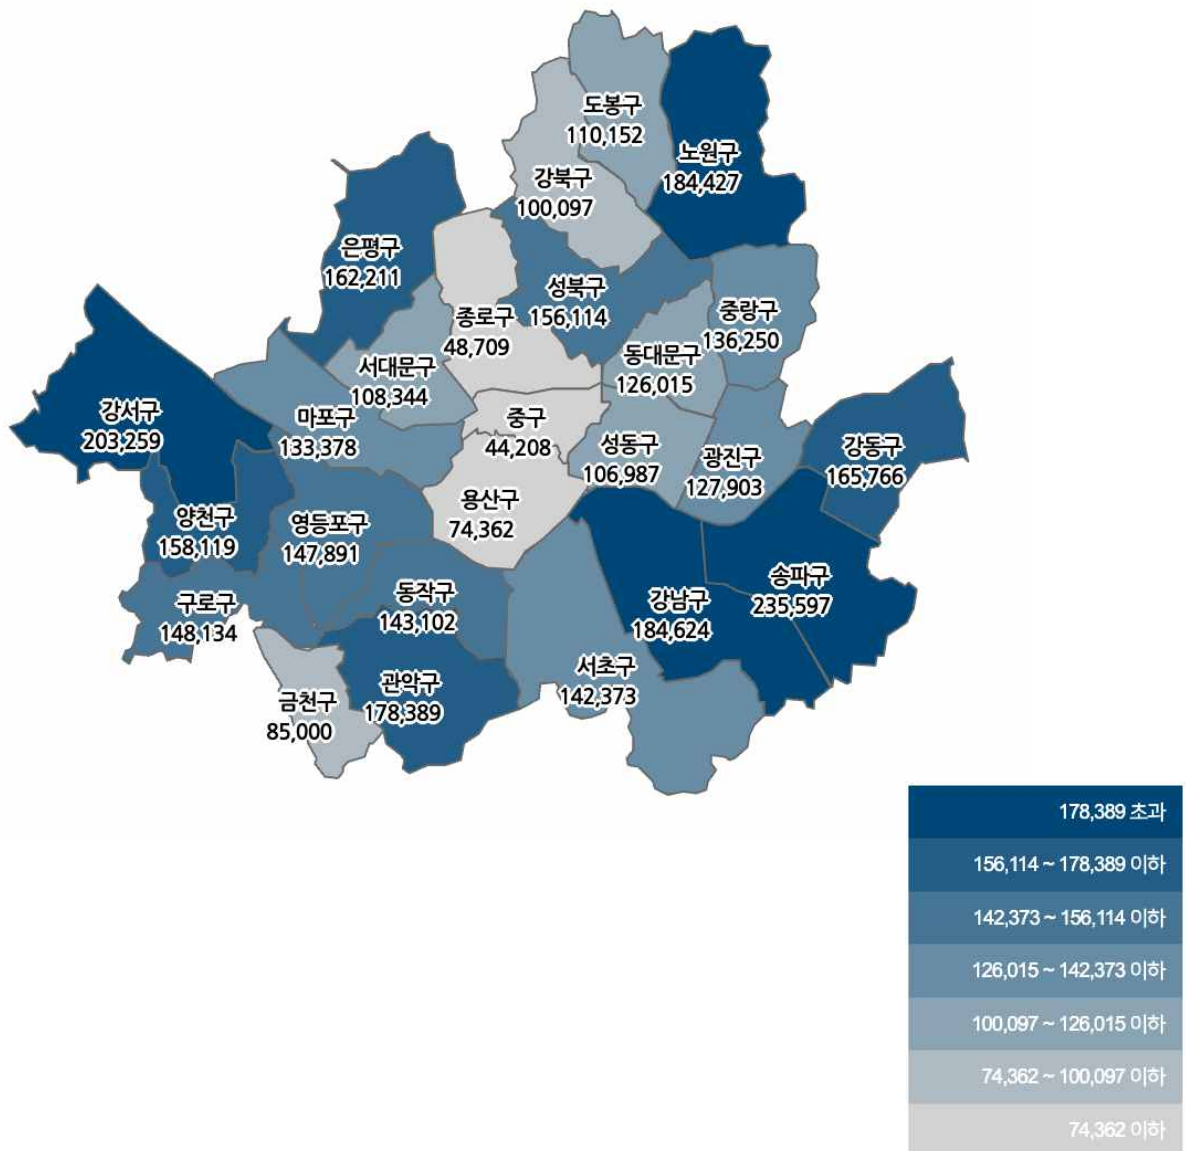 도봉구
110,152
노원구
184,427
강북구
100,097
은평구
162,211
성북구
156,114
중랑구
136,250
종로구
48,709
동대문구
126,015
서대문구
108,344
강서구
203,259
마포구
133,378
중구
44,208
성동구
106,987
광진구
127,903
강동구
165,766
양천구
158,119
영등포구
147,891
용산구
74,362
구로구
148,134
동작구
143,102
강남구
184,624
송파구
235,597
금천구
85,000
관악구
178,389
서초구
142,373
178,389 초과
156,114 ~ 178,389 이하
142,373 ~ 156,114 이하
126,015 ~ 142,373 이하
100,097 ~ 126,015 이하
74,362 ~ 100,097 이하
74,362 이하